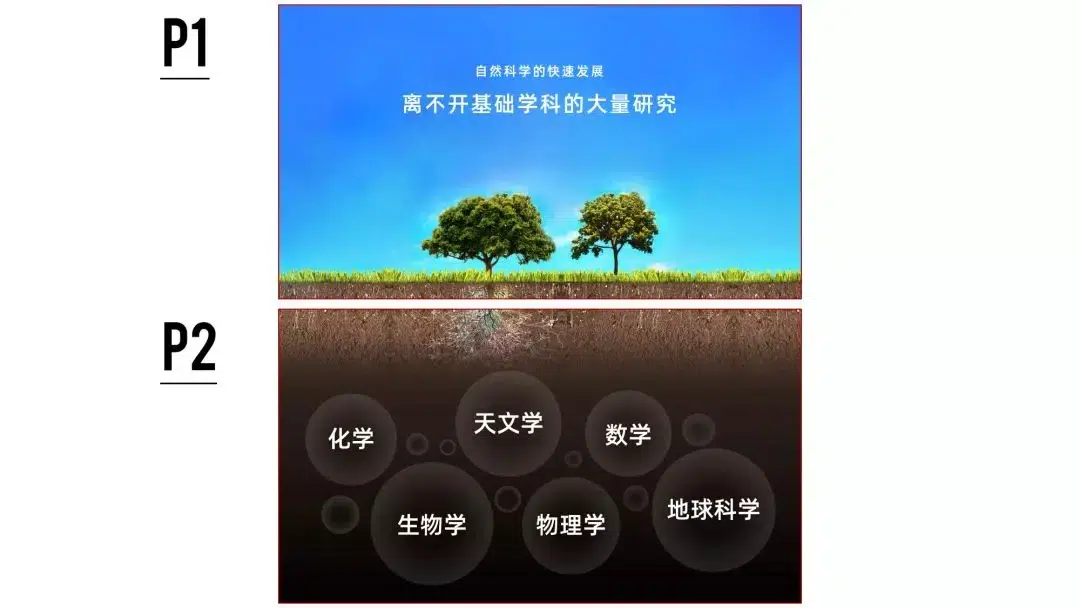 P1
自然科学的快速发展
离不开基础学科的大量研究
P2
化学
天文学
数学
生物学
物理学
地球科学